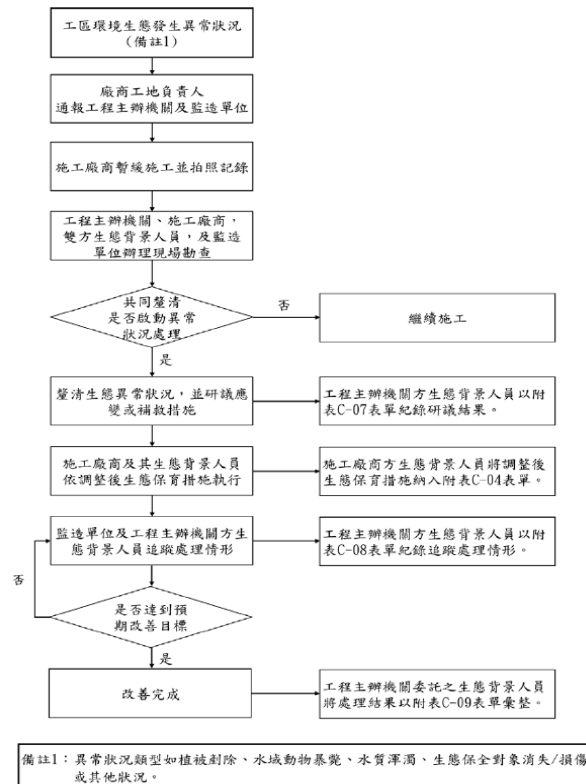 工區環境生態發生異常狀況
(備註1)
廠商工地負責人
通報工程主辦機關及監造單位
施工廠商暫緩施工並拍照記錄
工程主辦機關、施工廠商，
雙方生態背景人員，及監造
單位辦理現場勘查
共同釐清
是否啟動異常
狀況處理
否
繼續施工
是
釐清生態異常狀況，並研議應
變或補救措施
工程主辦機關方生態背景人員以附
表C-07表單紀錄研議結果。
施工廠商及其生態背景人員
依調整後生態保育措施執行
施工廠商方生態背景人員將調整後
生態保育措施納入附表C-04表單。
監造單位及工程主辦機關方生
態背景人員追蹤處理情形
工程主辦機關方生態背景人員以附
表C-08表單紀錄追蹤處理情形。
否
是否達到預
期改善目標
是
改善完成
工程主辦機關委託之生態背景人員
將處理結果以附表C-09表單彙整。
備註1：異常狀況類型如植被剷除、水域動物暴斃、水質渾濁、生態保全對象消失/損傷
或其他狀況。